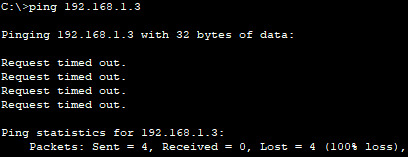 C:\>ping 192.168.1.3
Pinging 192.168.1.3 with 32 bytes of data:
Request timed out.
Request timed out.
Request timed out.
Request timed out.
Ping statistics for 192.168.1.3:
Packets: Sent = 4, Received = 0, Lost = 4 (100% loss),